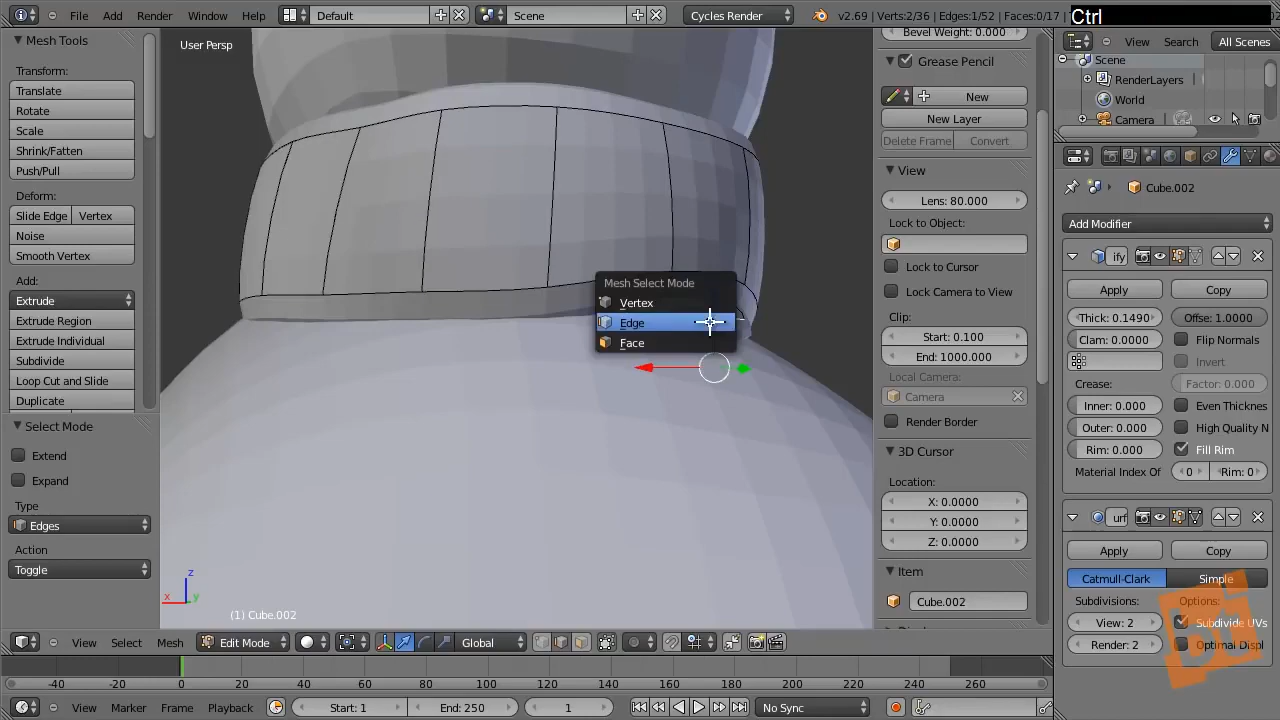 File Add Render Window Help Default Scene Cycles Render v2.69 | Verts:2/36 | Edges:1/52 | Faces:0/17 Ctrl
Mesh Tools
Transform:
Translate
Rotate
Scale
Shrink/Fatten
Push/Pull
Deform:
Slide Edge Vertex
Noise
Smooth Vertex
Add:
Extrude
Extrude Region
Extrude Individual
Subdivide
Loop Cut and Slide
Duplicate
Select Mode
Extend
Expand
Type
Edges
Action
Toggle
User Persp
Mesh Select Mode
Vertex
Edge
Face
z
x y
(1) Cube.002
Bevel Weight: 0.000
Grease Pencil
New
New Layer
Delete Frame Convert
View
Lens: 80.000
Lock to Object:
Lock to Cursor
Lock Camera to View
Clip:
Start: 0.100
End: 1000.000
Local Camera:
Camera
Render Border
3D Cursor
Location:
X: 0.0000
Y: 0.0000
Z: 0.0000
Item
Cube.002
View Search All Scenes
Scene
RenderLayers
World
Camera
Cube.002
Add Modifier
ify
Apply Copy
Thick: 0.1490 Offse: 1.0000
Clam: 0.0000 Flip Normals
Invert
Crease: Factor: 0.000
Inner: 0.000 Even Thicknes
Outer: 0.000 High Quality N
Rim: 0.000 Fill Rim
Material Index Of 0 Rim: 0
urf
Apply Copy
Catmull-Clark Simple
Subdivisions: Options:
View: 2 Subdivide UVs
Render: 2 Optimal Displ
View Select Mesh Edit Mode Global
-40 -20 0 20 40 60 80 100 120 140 160 180 200 220 240 260
View Marker Frame Playback Start: 1 End: 250 1 No Sync